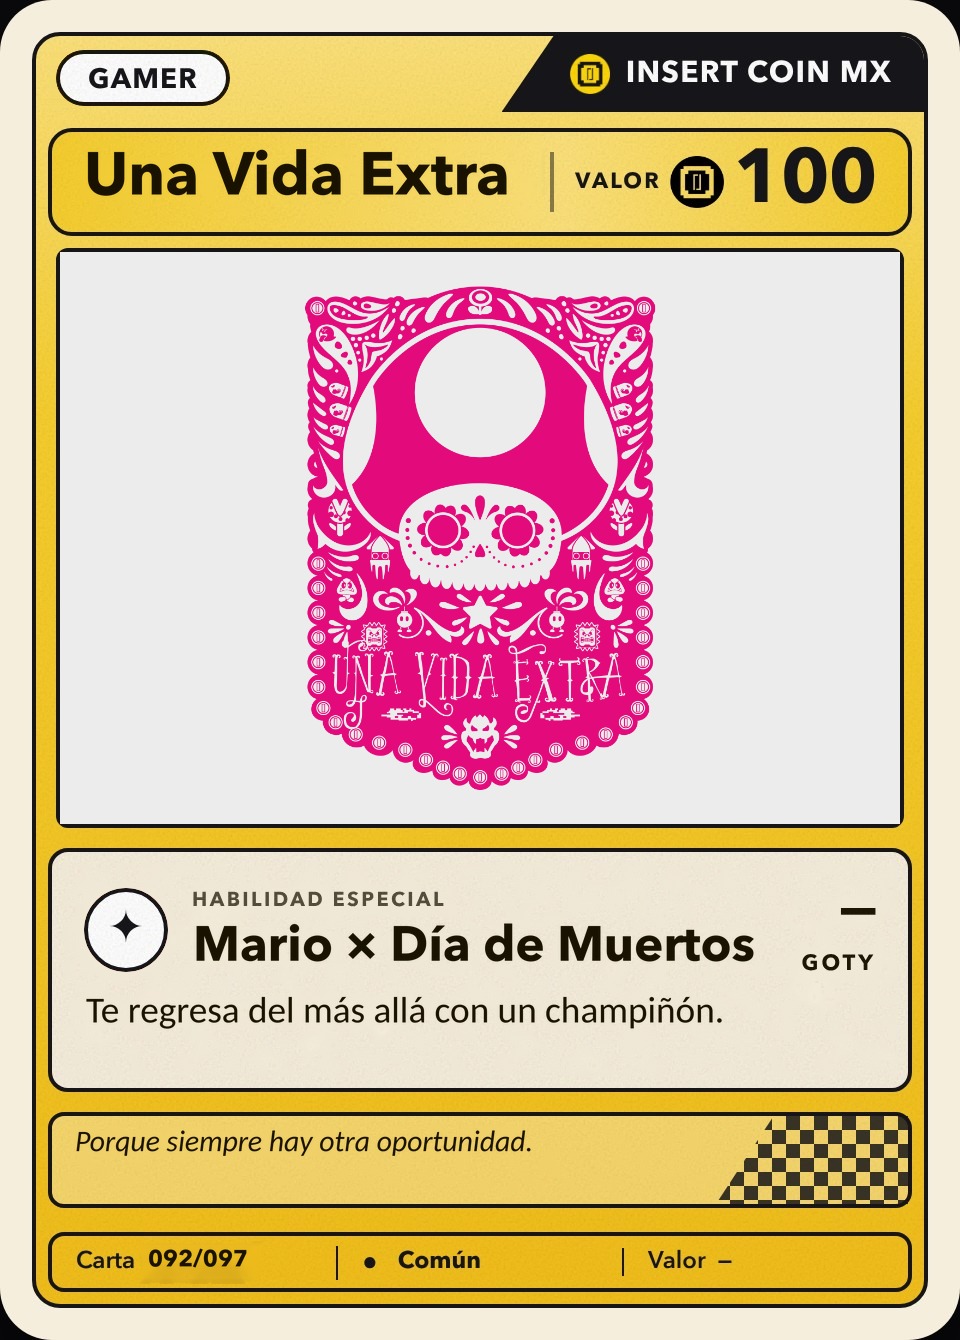 GAMER
INSERT COIN MX
Una Vida Extra
VALOR 100
UNA VIDA EXTRA
HABILIDAD ESPECIAL
Mario × Día de Muertos
—
GOTY
Te regresa del más allá con un champiñón.
Porque siempre hay otra oportunidad.
Carta 092/097 • Común Valor –